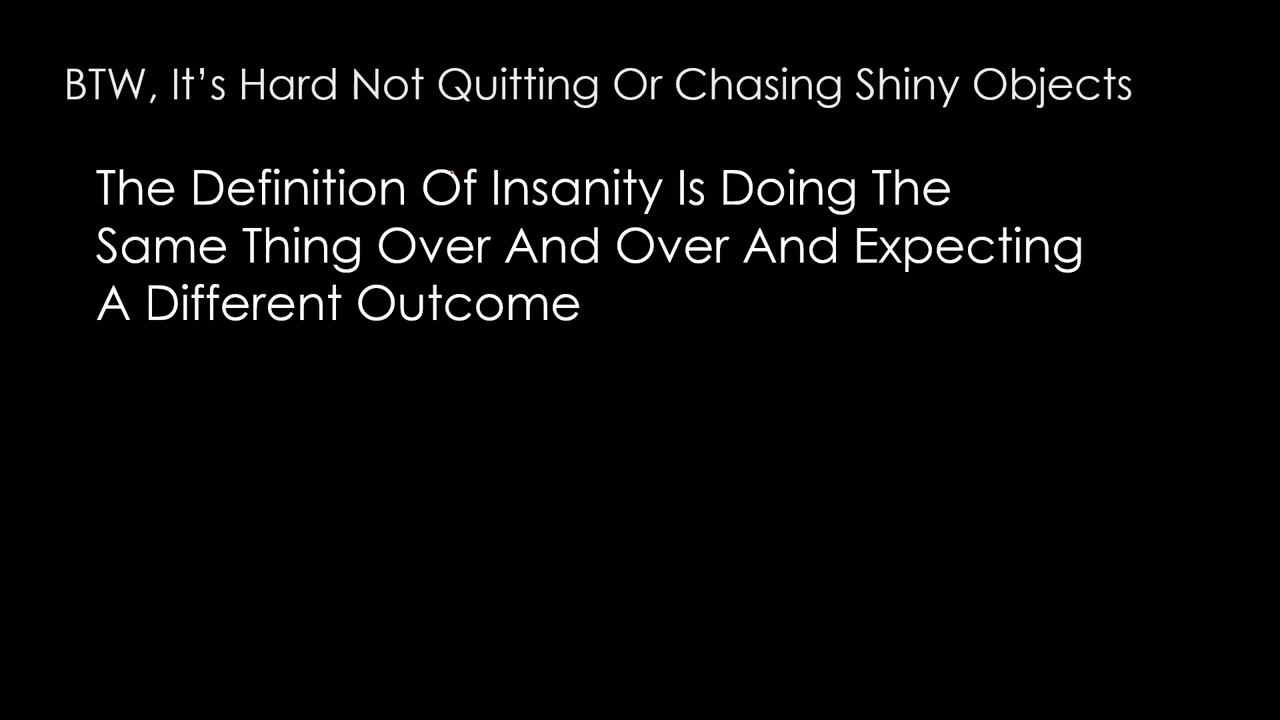 BTW, It’s Hard Not Quitting Or Chasing Shiny Objects
The Definition Of Insanity Is Doing The
Same Thing Over And Over And Expecting
A Different Outcome